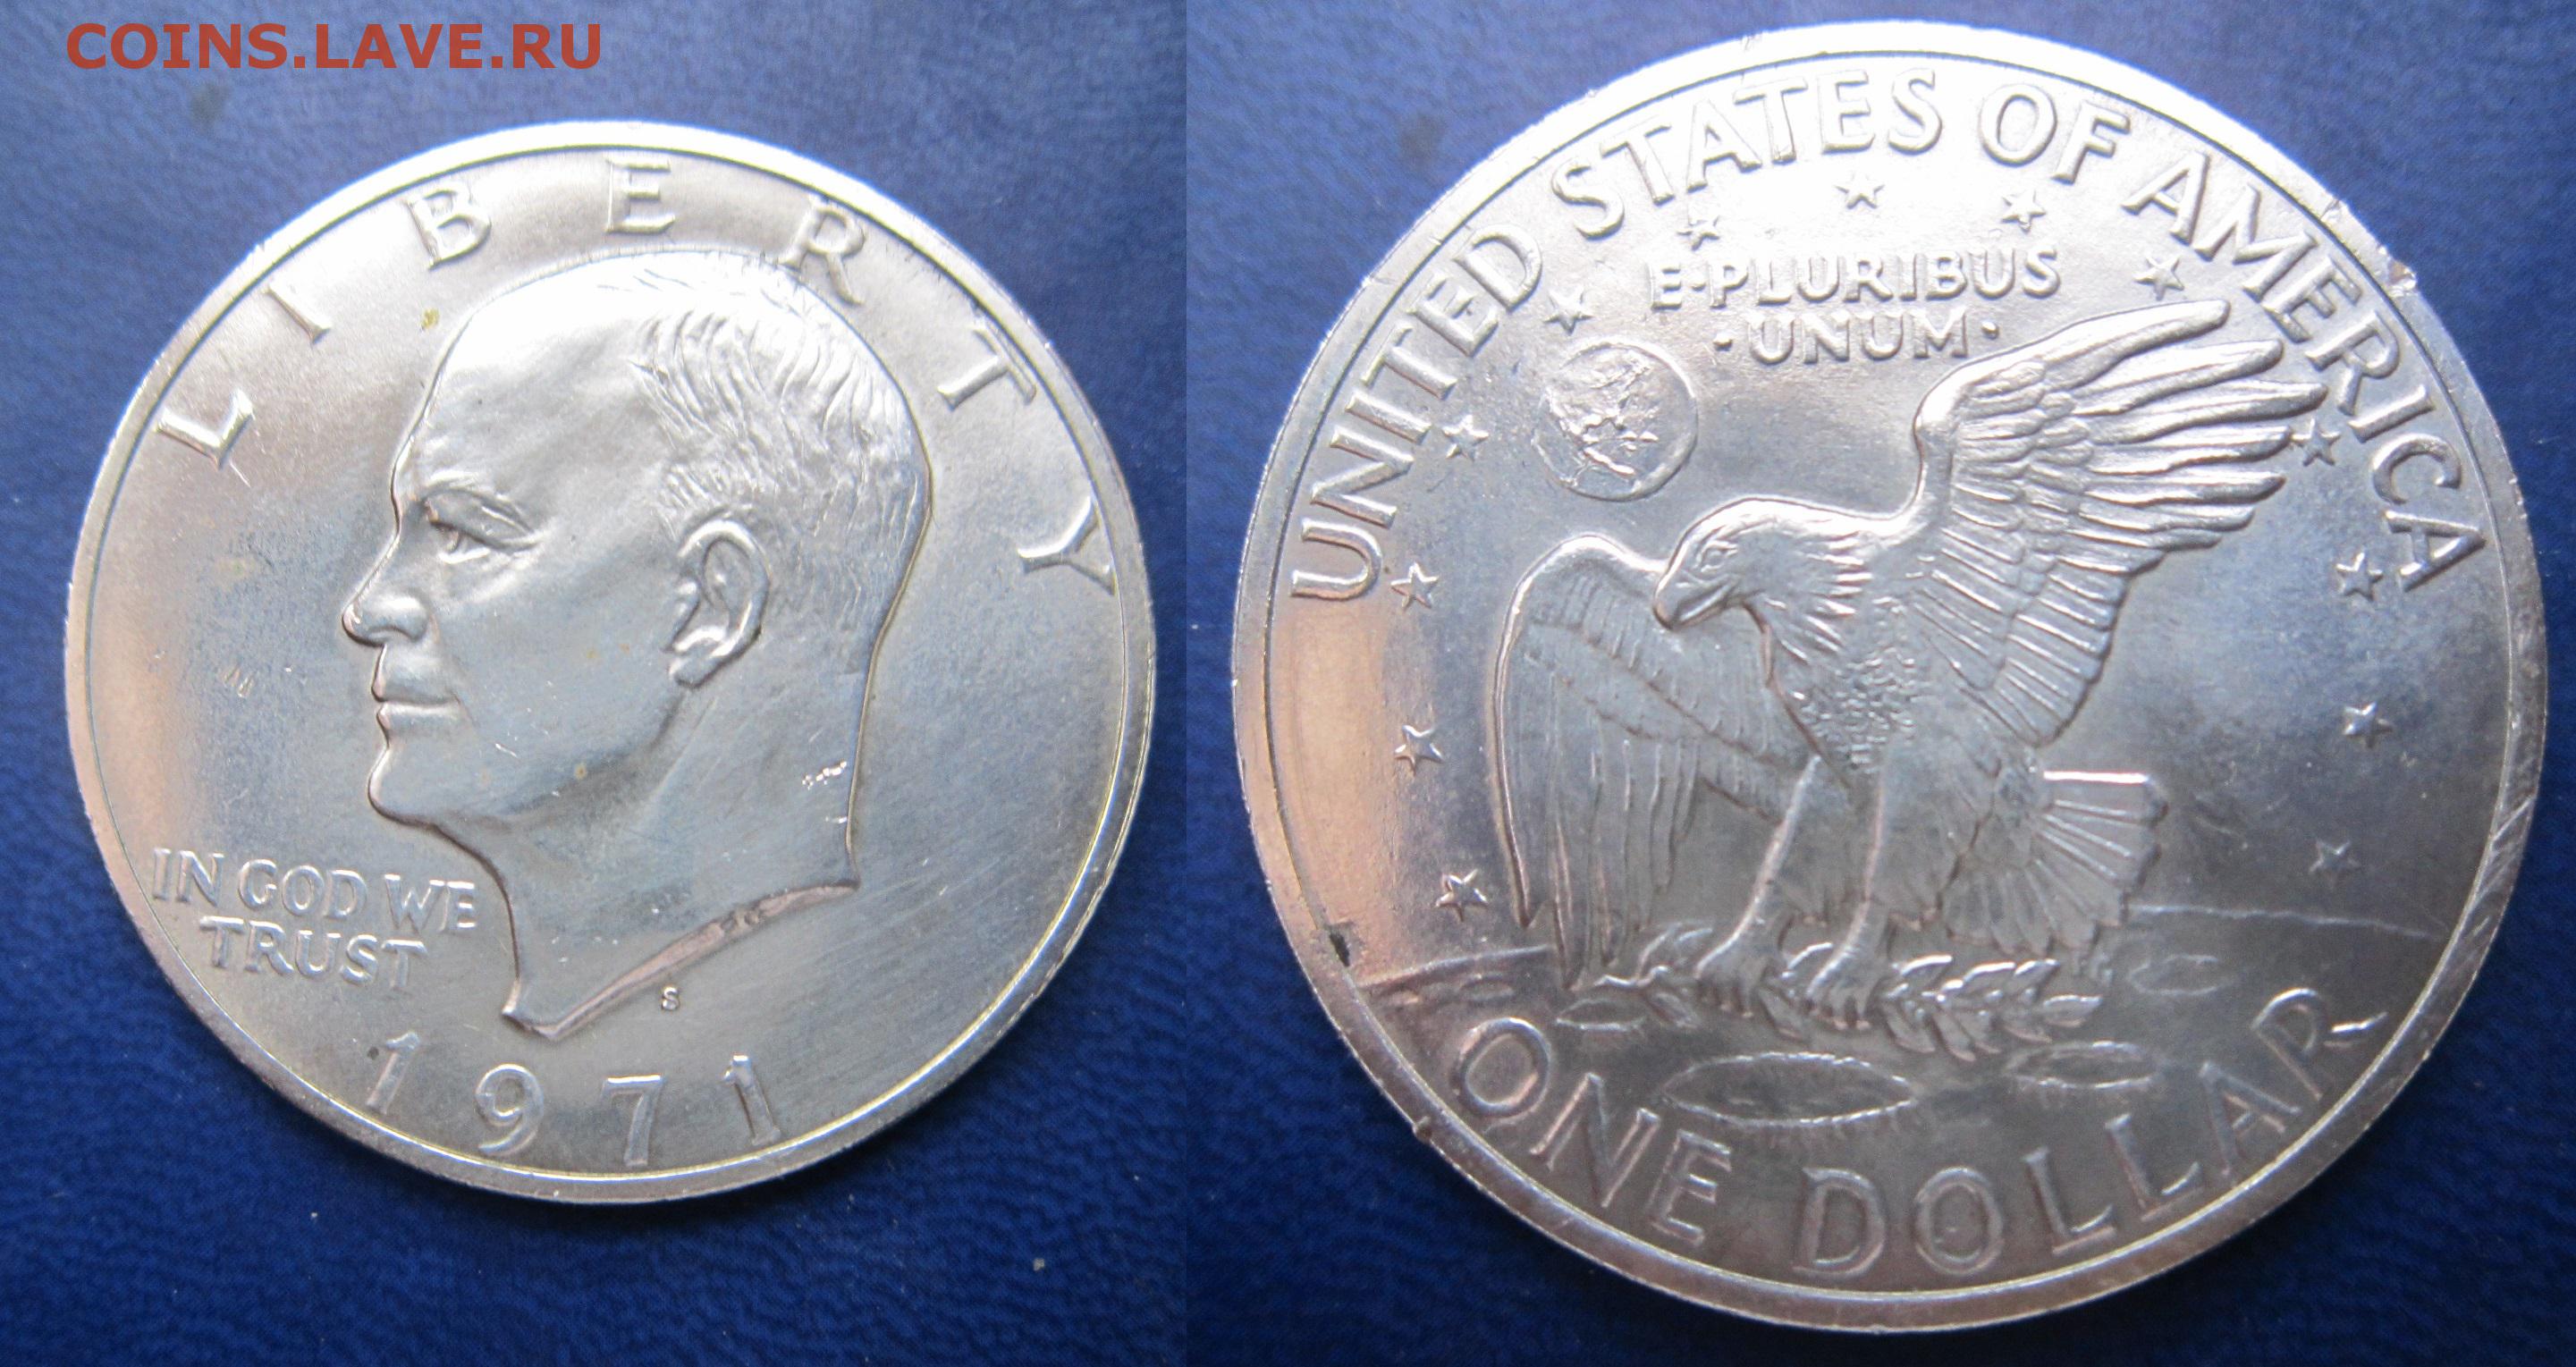 COINS.LAVE.RU
LIBERTY
IN GOD WE
TRUST
S
1971
UNITED STATES OF AMERICA
E·PLURIBUS
·UNUM·
ONE DOLLAR